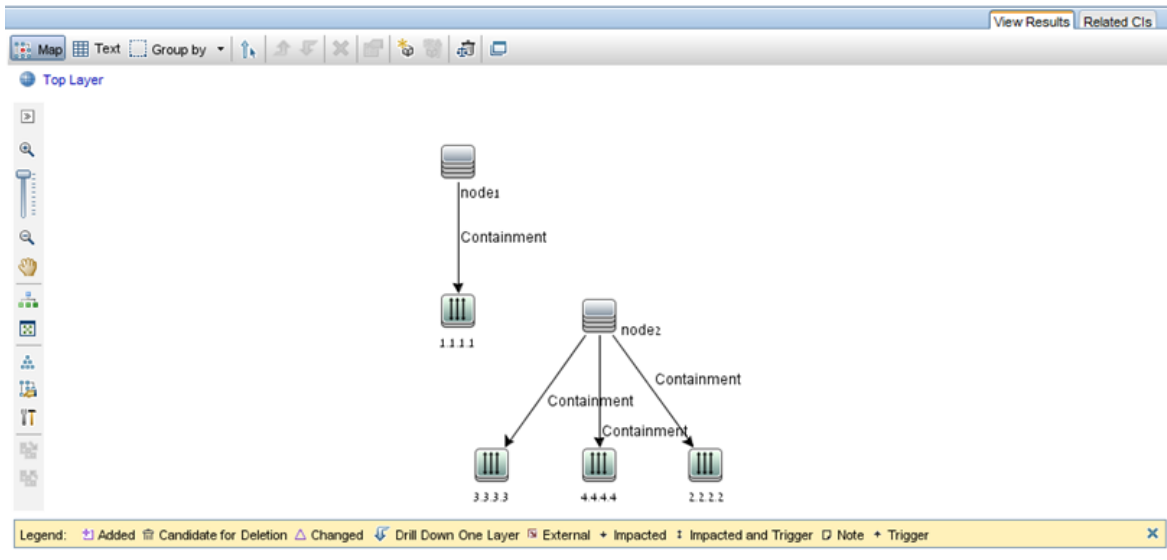 View Results Related CIs
Map Text Group by
Top Layer
node1
Containment
1.1.1.1
node2
Containment
Containment
Containment
3.3.3.3 4.4.4.4 2.2.2.2
Legend: Added Candidate for Deletion Changed Drill Down One Layer External Impacted Impacted and Trigger Note Trigger